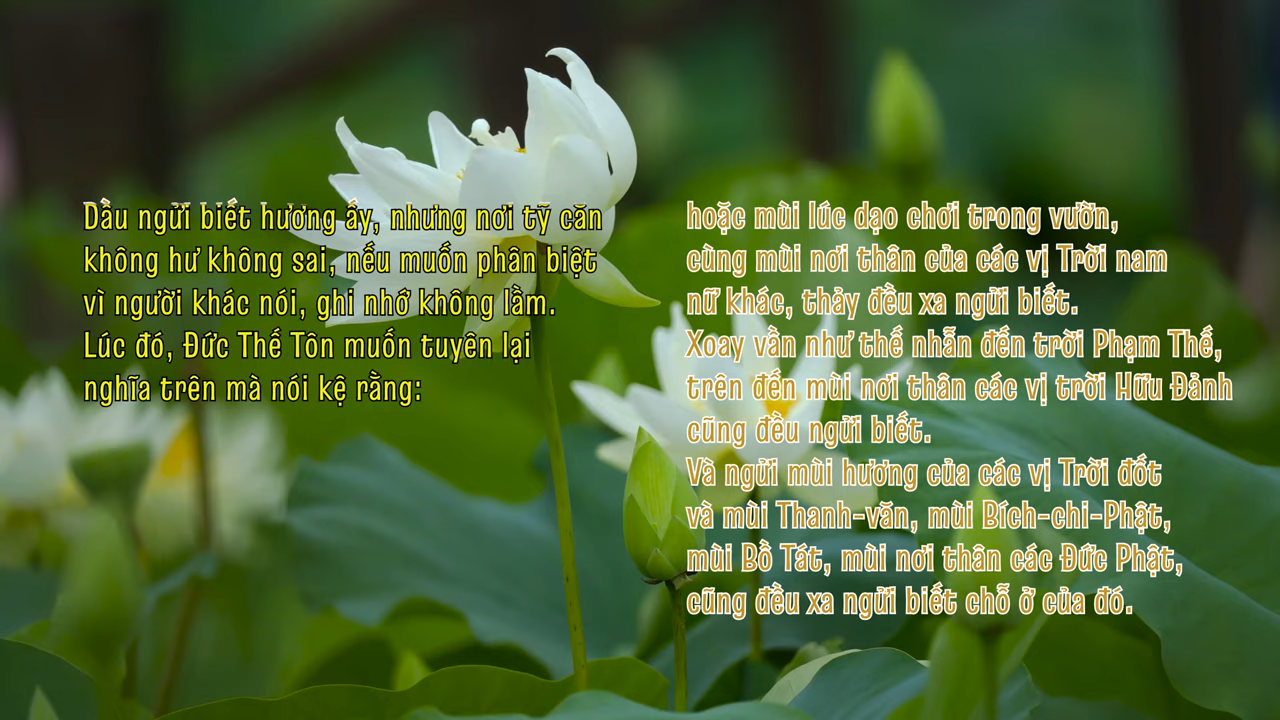 Dầu ngửi biết hương ấy, nhưng nơi tỹ căn
không hư không sai, nếu muốn phân biệt
vì người khác nói, ghi nhớ không lầm.
Lúc đó, Đức Thế Tôn muốn tuyên lại
nghĩa trên mà nói kệ rằng:
hoặc mùi lúc dạo chơi trong vườn,
cùng mùi nơi thân của các vị Trời nam
nữ khác, thảy đều xa ngửi biết.
Xoay vần như thế nhẫn đến trời Phạm Thế,
trên đến mùi nơi thân các vị trời Hữu Đảnh
cũng đều ngửi biết.
Và ngửi mùi hương của các vị Trời đốt
và mùi Thanh-văn, mùi Bích-chi-Phật,
mùi Bồ Tát, mùi nơi thân các Đức Phật,
cũng đều xa ngửi biết chỗ ở của đó.